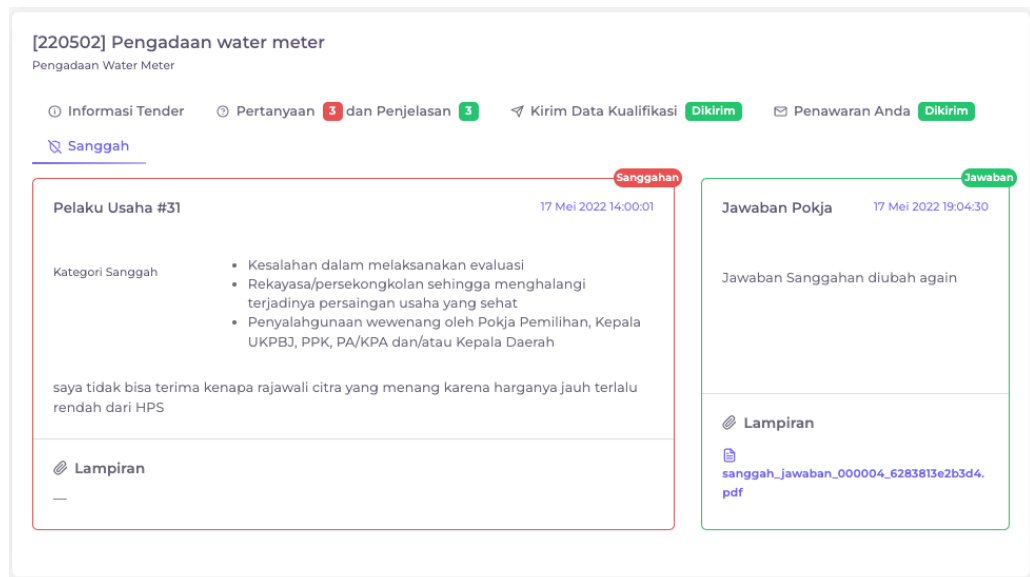 [220502] Pengadaan water meter
Pengadaan Water Meter
Informasi Tender
Pertanyaan 3 dan Penjelasan 3
Kirim Data Kualifikasi Dikirim
Penawaran Anda Dikirim
Sanggah
Sanggahan
Pelaku Usaha #31
17 Mei 2022 14:00:01
Kategori Sanggah
• Kesalahan dalam melaksanakan evaluasi
• Rekayasa/persekongkolan sehingga menghalangi
terjadinya persaingan usaha yang sehat
• Penyalahgunaan wewenang oleh Pokja Pemilihan, Kepala
UKPBJ, PPK, PA/KPA dan/atau Kepala Daerah
saya tidak bisa terima kenapa rajawali citra yang menang karena harganya jauh terlalu
rendah dari HPS
Lampiran
—
Jawaban
Jawaban Pokja
17 Mei 2022 19:04:30
Jawaban Sanggahan diubah again
Lampiran
sanggah_jawaban_000004_6283813e2b3d4.
pdf